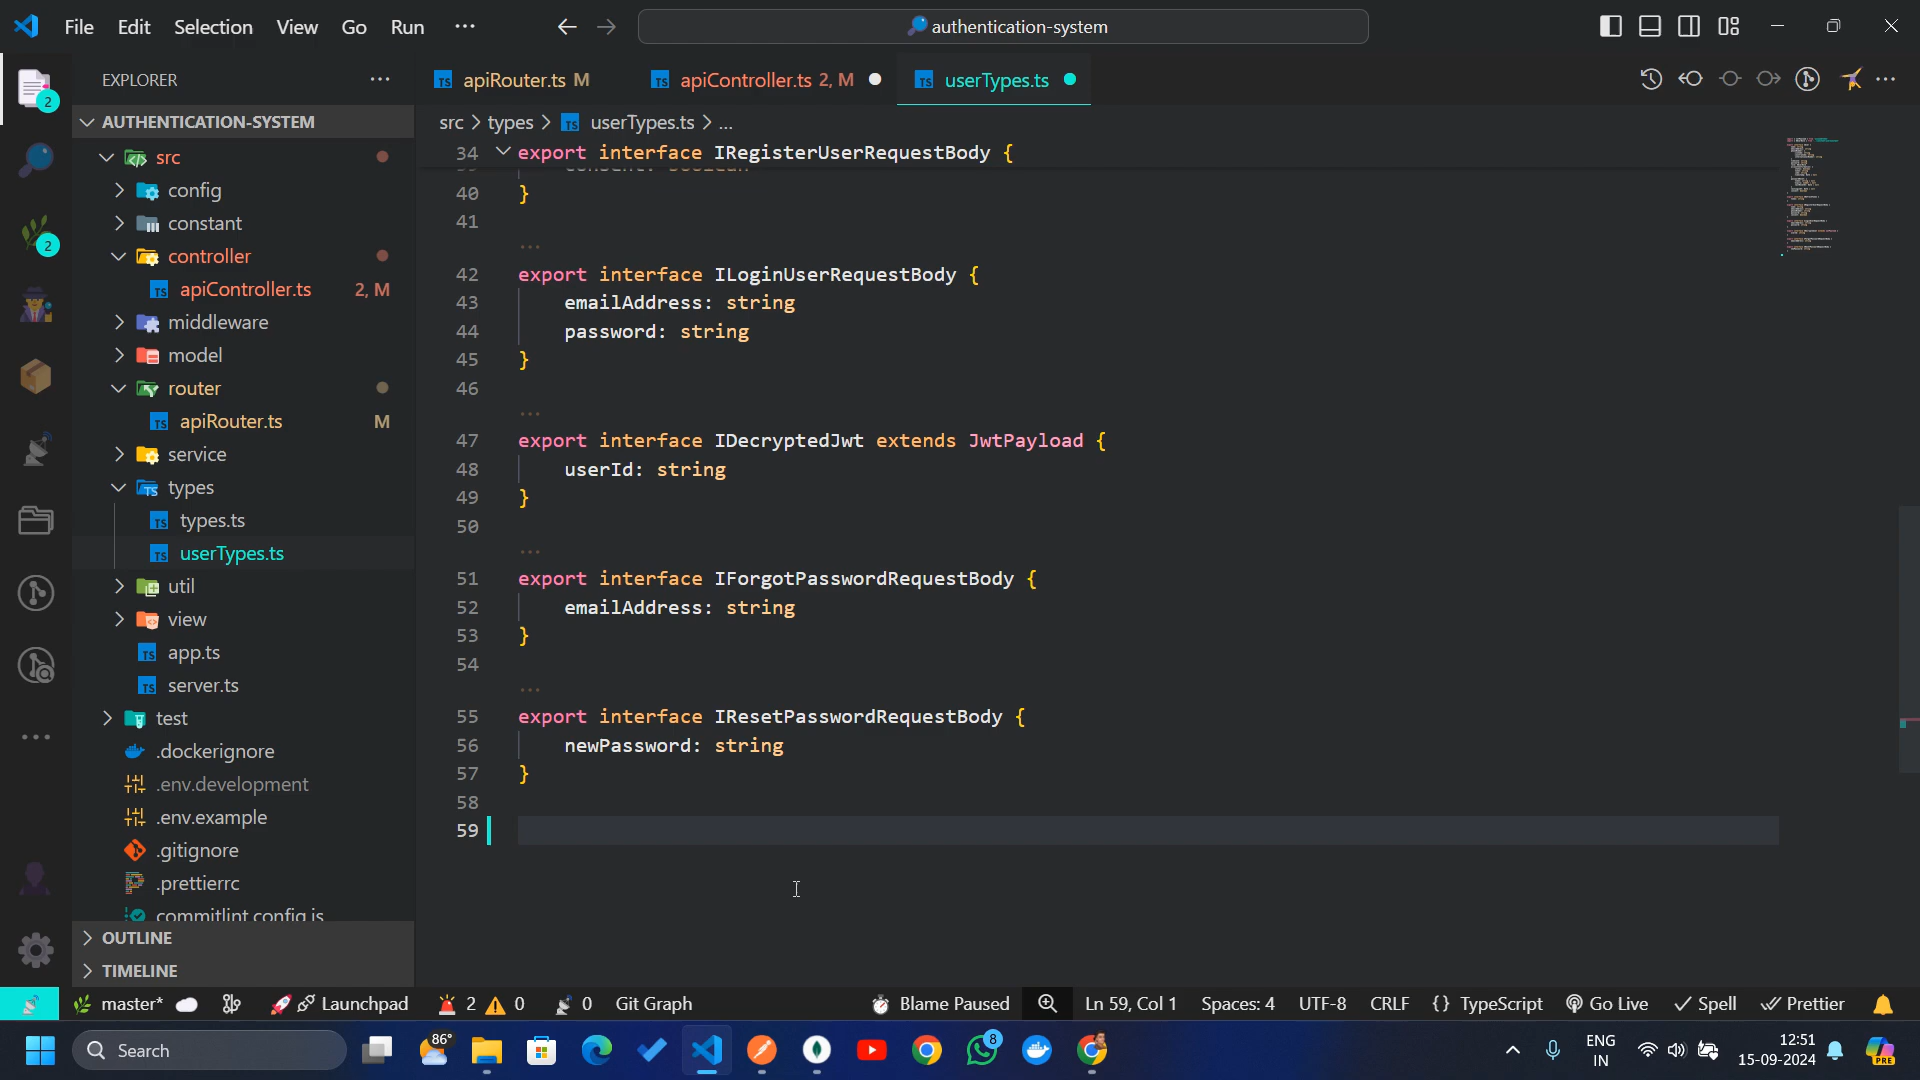 File Edit Selection View Go Run ··· authentication-system
EXPLORER ···
apiRouter.ts M apiController.ts 2, M userTypes.ts ···
AUTHENTICATION-SYSTEM
src > types > userTypes.ts > ...
src
config
constant
controller
apiController.ts 2, M
middleware
model
router
apiRouter.ts M
service
types
types.ts
userTypes.ts
util
view
app.ts
server.ts
test
.dockerignore
.env.development
.env.example
.gitignore
.prettierrc
commitlint.config.js
OUTLINE
TIMELINE
34 export interface IRegisterUserRequestBody {
consent: boolean
40 }
41
...
42 export interface ILoginUserRequestBody {
43 emailAddress: string
44 password: string
45 }
46
...
47 export interface IDecryptedJwt extends JwtPayload {
48 userId: string
49 }
50
...
51 export interface IForgotPasswordRequestBody {
52 emailAddress: string
53 }
54
...
55 export interface IResetPasswordRequestBody {
56 newPassword: string
57 }
58
59
master* Launchpad 2 0 0 Git Graph Blame Paused Ln 59, Col 1 Spaces: 4 UTF-8 CRLF {} TypeScript Go Live Spell Prettier
Search 86° 8 ENG IN 12:51 15-09-2024 PRE
2
2